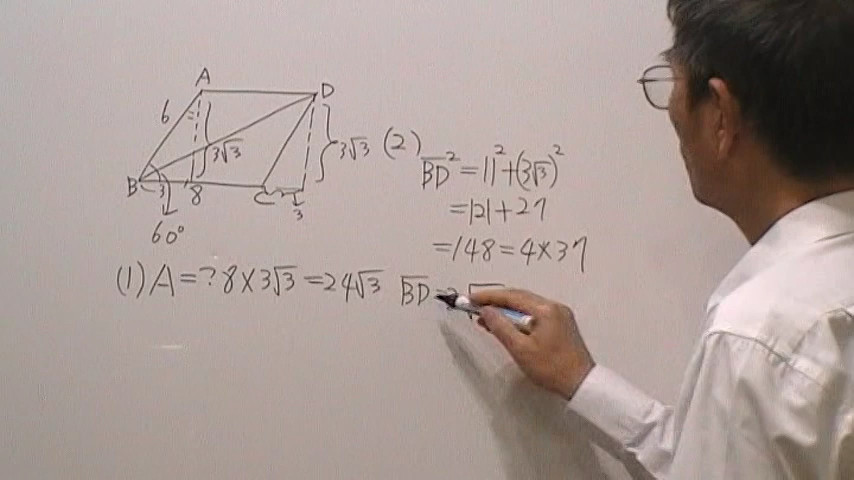 A
D
6
3√3
3√3
B
3
8
C
3
60°
(1) A = ? 8 × 3√3 = 24√3
(2)
BD² = 11² + (3√3)²
= 121 + 27
= 148 = 4 × 37
BD = 2√